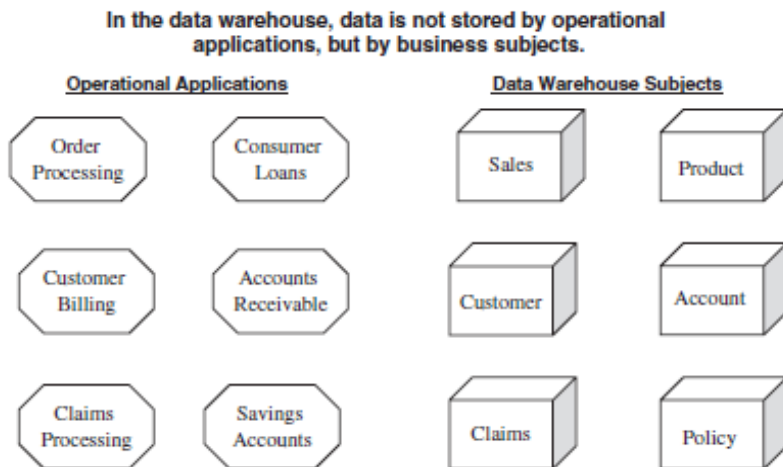 In the data warehouse, data is not stored by operational
applications, but by business subjects.
Operational Applications
Data Warehouse Subjects
Order
Processing
Consumer
Loans
Sales
Product
Customer
Billing
Accounts
Receivable
Customer
Account
Claims
Processing
Savings
Accounts
Claims
Policy